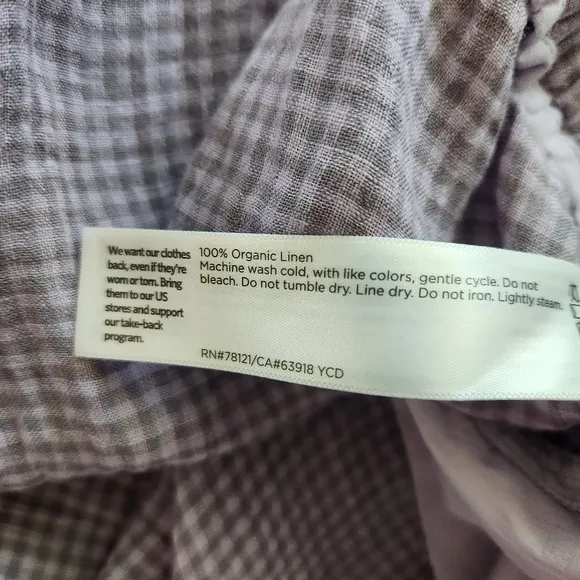 We want our clothes
back, even if they're
worn or torn. Bring
them to our US
stores and support
our take-back
program.
100% Organic Linen
Machine wash cold, with like colors, gentle cycle. Do not
bleach. Do not tumble dry. Line dry. Do not iron. Lightly steam.
RN#78121/CA#63918 YCD